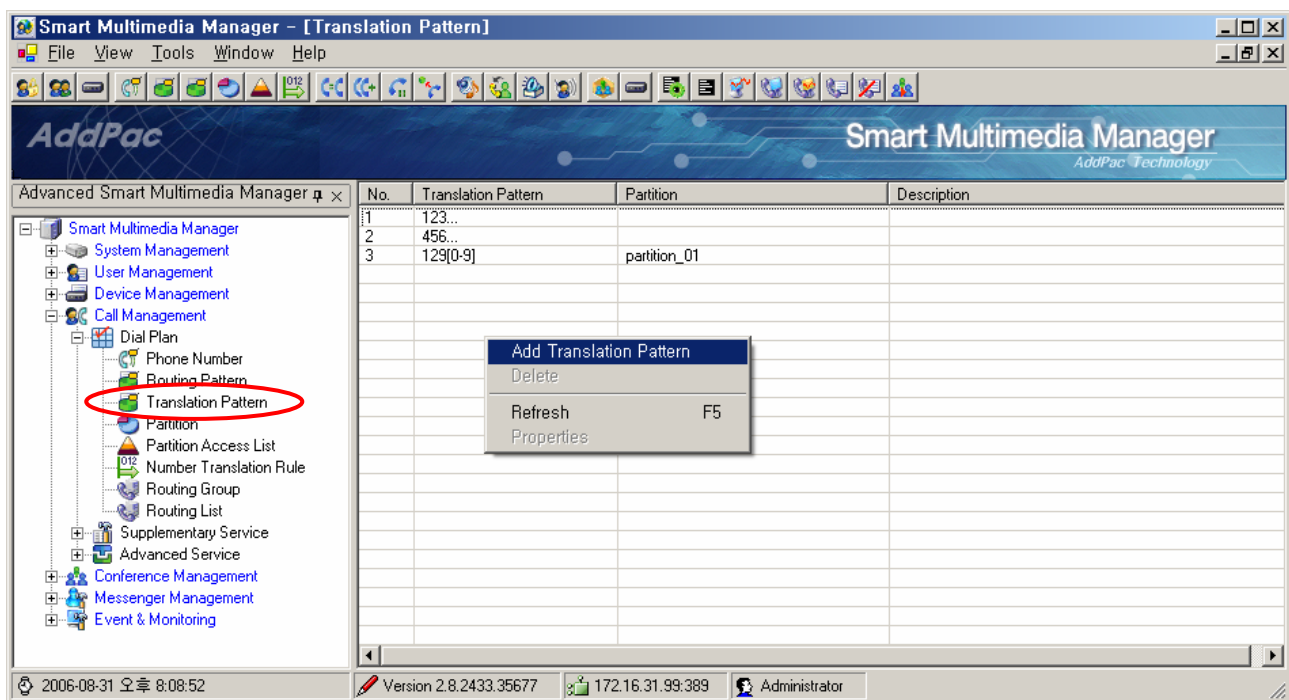 Smart Multimedia Manager - [Translation Pattern]
File View Tools Window Help
012
AddPac
Smart Multimedia Manager
AddPac Technology
Advanced Smart Multimedia Manager
No. Translation Pattern Partition Description
1 123...
2 456...
3 129[0-9] partition_01
Smart Multimedia Manager
System Management
User Management
Device Management
Call Management
Dial Plan
Phone Number
Routing Pattern
Translation Pattern
Partition
Partition Access List
012
Number Translation Rule
Routing Group
Routing List
Supplementary Service
Advanced Service
Conference Management
Messenger Management
Event & Monitoring
Add Translation Pattern
Delete
Refresh F5
Properties
2006-08-31 오후 8:08:52
Version 2.8.2433.35677
172.16.31.99:389
Administrator